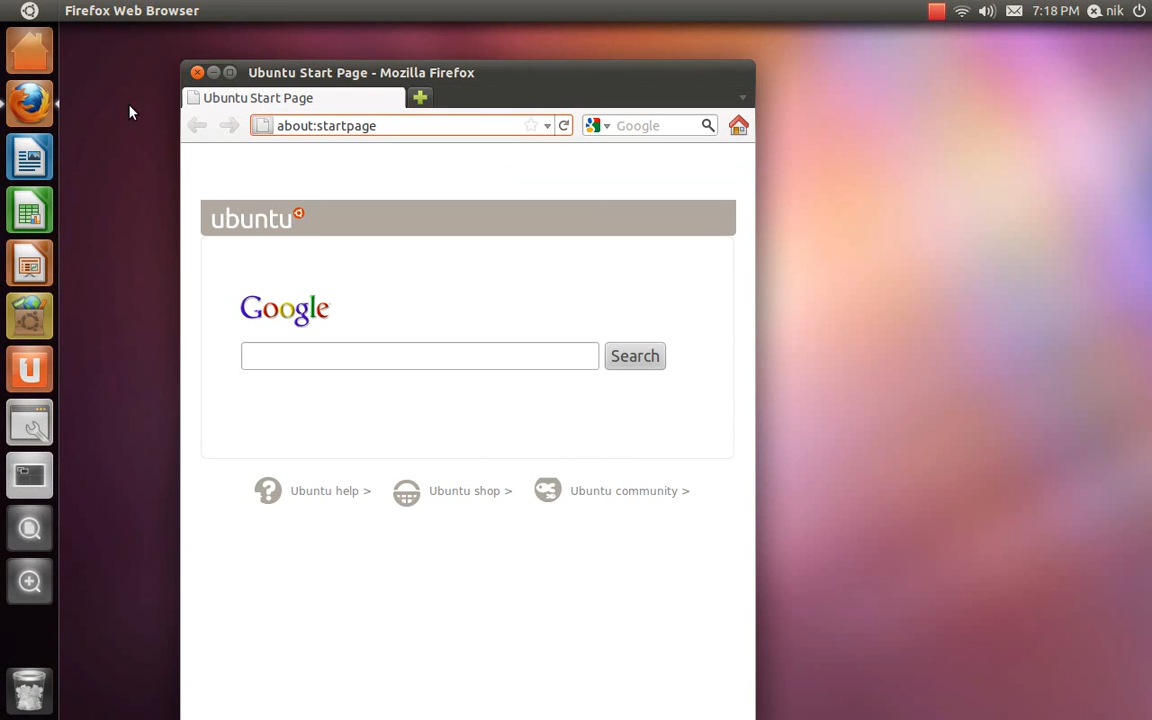 Firefox Web Browser
7:18 PM
nik
Ubuntu Start Page - Mozilla Firefox
Ubuntu Start Page
about:startpage
Google
ubuntu
Google
Search
Ubuntu help >
Ubuntu shop >
Ubuntu community >